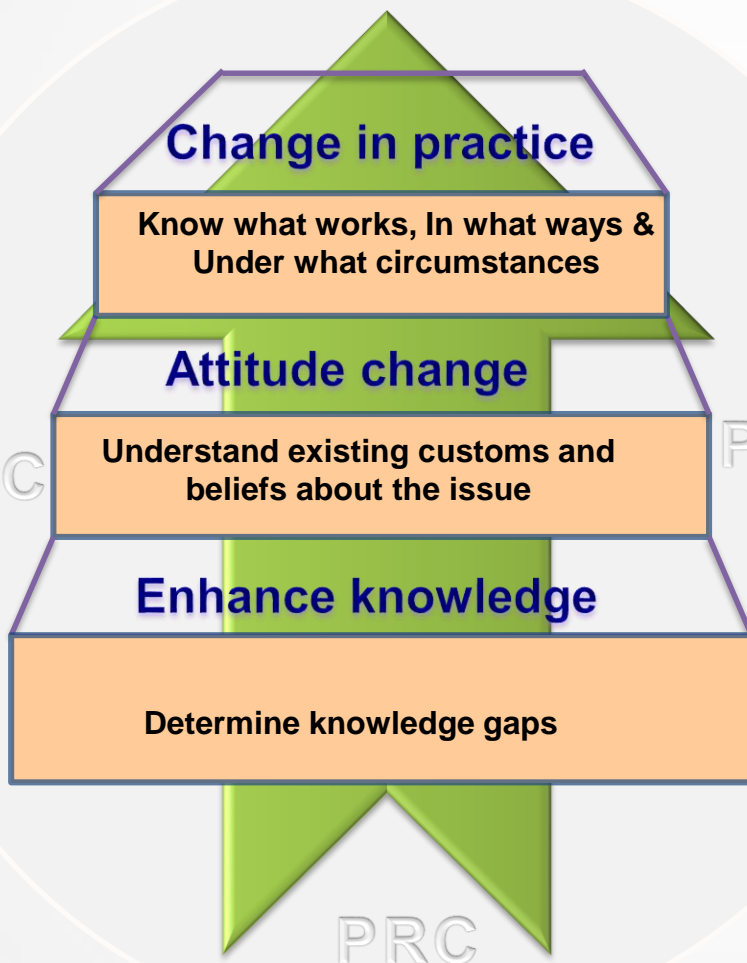 Change in practice
Know what works, In what ways &
Under what circumstances
Attitude change
Understand existing customs and
beliefs about the issue
Enhance knowledge
Determine knowledge gaps
PRC